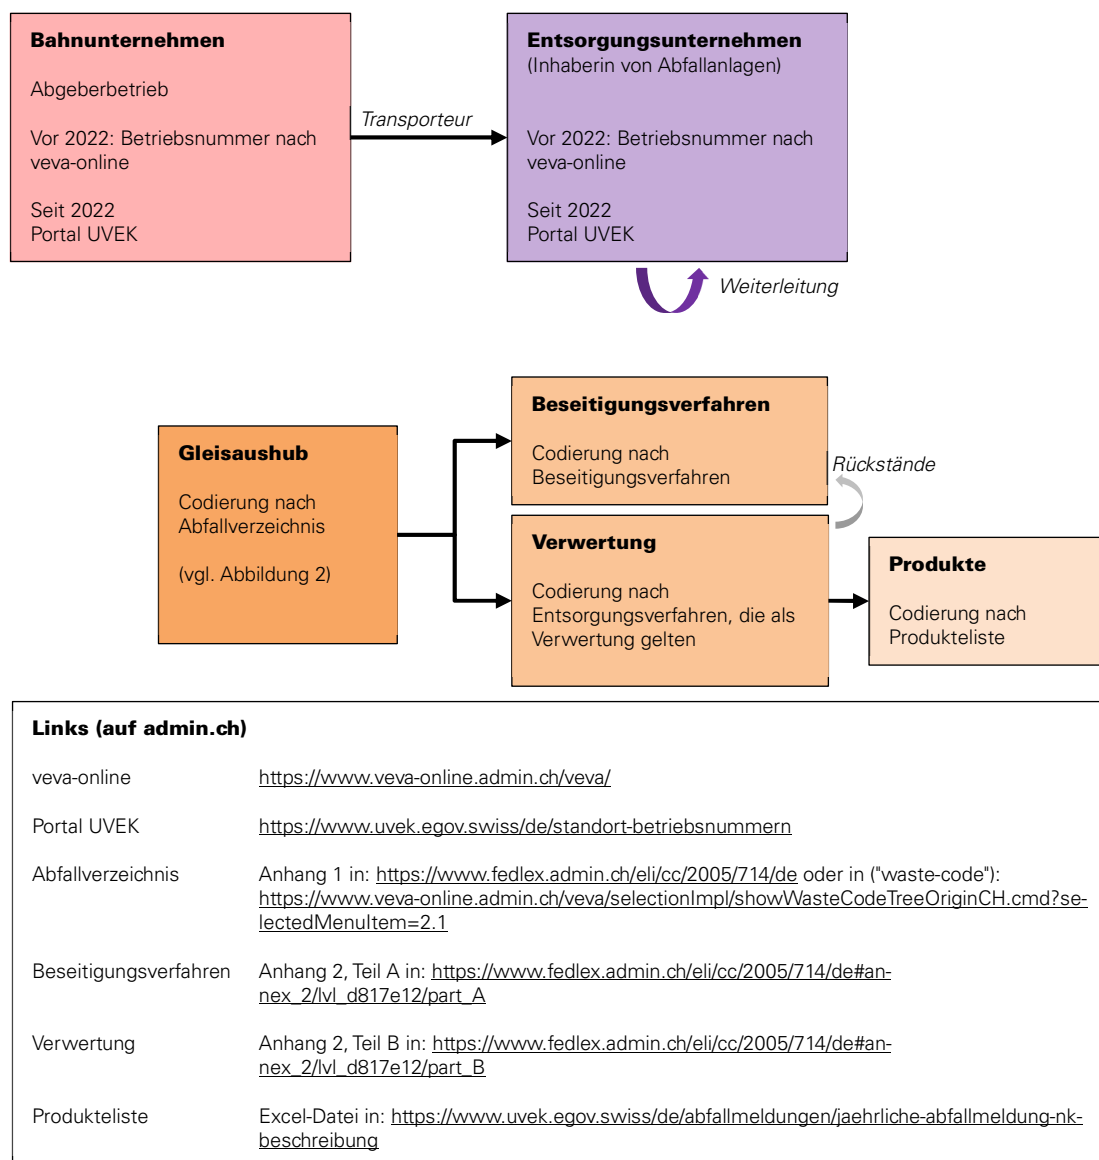 Bahnunternehmen
Abgeberbetrieb
Vor 2022: Betriebsnummer nach
veva-online
Seit 2022
Portal UVEK
Transporteur
Entsorgungsunternehmen
(Inhaberin von Abfallanlagen)
Vor 2022: Betriebsnummer nach
veva-online
Seit 2022
Portal UVEK
Weiterleitung
Gleisaushub
Codierung nach
Abfallverzeichnis
(vgl. Abbildung 2)
Beseitigungsverfahren
Codierung nach
Beseitigungsverfahren
Rückstände
Verwertung
Codierung nach
Entsorgungsverfahren, die als
Verwertung gelten
Produkte
Codierung nach
Produkteliste
Links (auf admin.ch)
veva-online https://www.veva-online.admin.ch/veva/
Portal UVEK https://www.uvek.egov.swiss/de/standort-betriebsnummern
Abfallverzeichnis Anhang 1 in: https://www.fedlex.admin.ch/eli/cc/2005/714/de oder in ("waste-code"):
https://www.veva-online.admin.ch/veva/selectionImpl/showWasteCodeTreeOriginCH.cmd?se-
lectedMenuItem=2.1
Beseitigungsverfahren Anhang 2, Teil A in: https://www.fedlex.admin.ch/eli/cc/2005/714/de#an-
nex_2/lvl_d817e12/part_A
Verwertung Anhang 2, Teil B in: https://www.fedlex.admin.ch/eli/cc/2005/714/de#an-
nex_2/lvl_d817e12/part_B
Produkteliste Excel-Datei in: https://www.uvek.egov.swiss/de/abfallmeldungen/jaehrliche-abfallmeldung-nk-
beschreibung